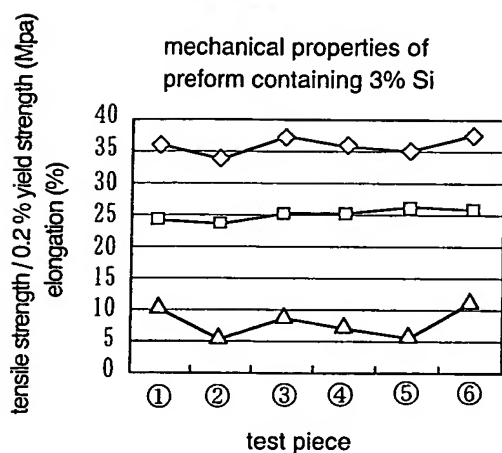 mechanical properties of
preform containing 3% Si
tensile strength / 0.2 % yield strength (Mpa)
elongation (%)
40
35
30
25
20
15
10
5
0
① ② ③ ④ ⑤ ⑥
test piece